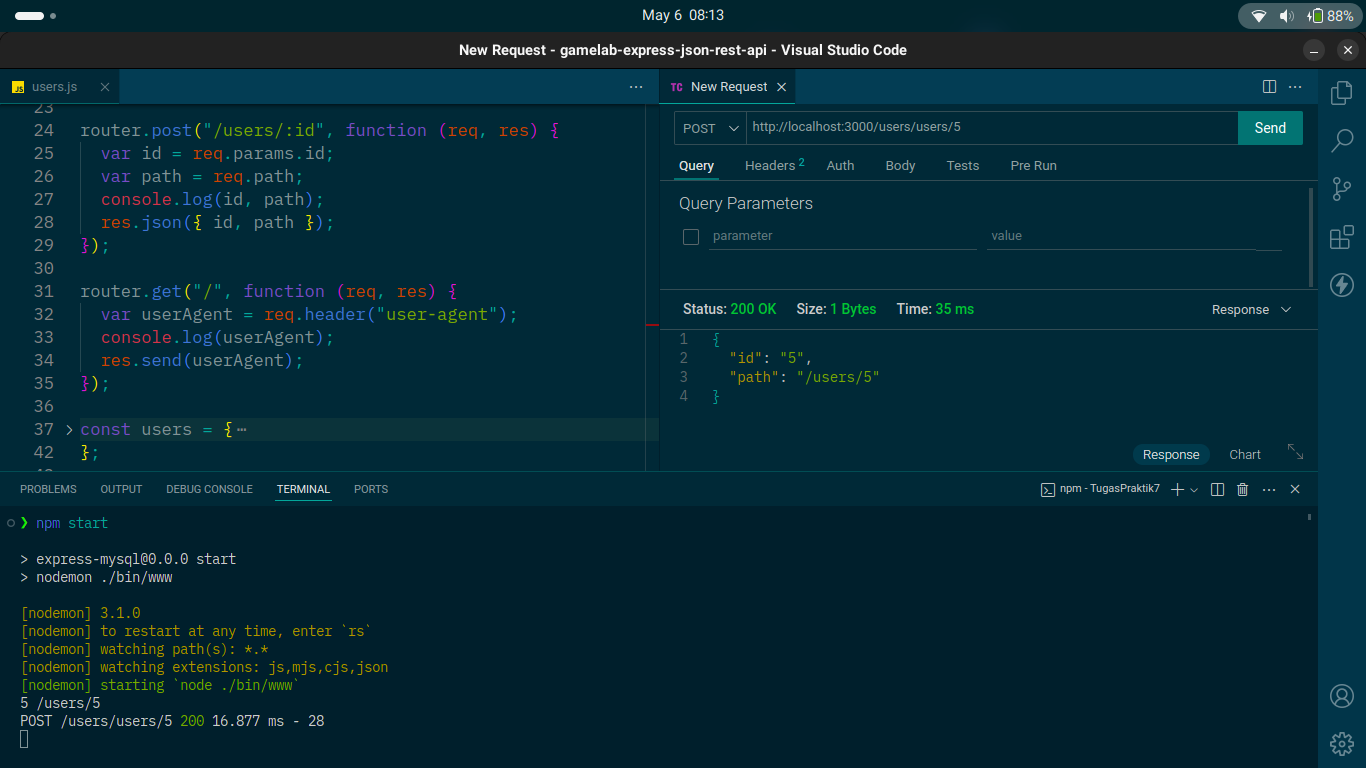 May 6 08:13
88%
New Request - gamelab-express-json-rest-api - Visual Studio Code
JS users.js
TC New Request
23
24 router.post("/users/:id", function (req, res) {
25 var id = req.params.id;
26 var path = req.path;
27 console.log(id, path);
28 res.json({ id, path });
29 });
30
31 router.get("/", function (req, res) {
32 var userAgent = req.header("user-agent");
33 console.log(userAgent);
34 res.send(userAgent);
35 });
36
37 const users = {⋯
42 };
POST http://localhost:3000/users/users/5 Send
Query Headers 2 Auth Body Tests Pre Run
Query Parameters
parameter value
Status: 200 OK Size: 1 Bytes Time: 35 ms Response
1 {
2 "id": "5",
3 "path": "/users/5"
4 }
Response Chart
PROBLEMS OUTPUT DEBUG CONSOLE TERMINAL PORTS npm - TugasPraktik7
❯ npm start
> express-mysql@0.0.0 start
> nodemon ./bin/www
[nodemon] 3.1.0
[nodemon] to restart at any time, enter `rs`
[nodemon] watching path(s): *.*
[nodemon] watching extensions: js,mjs,cjs,json
[nodemon] starting `node ./bin/www`
5 /users/5
POST /users/users/5 200 16.877 ms - 28